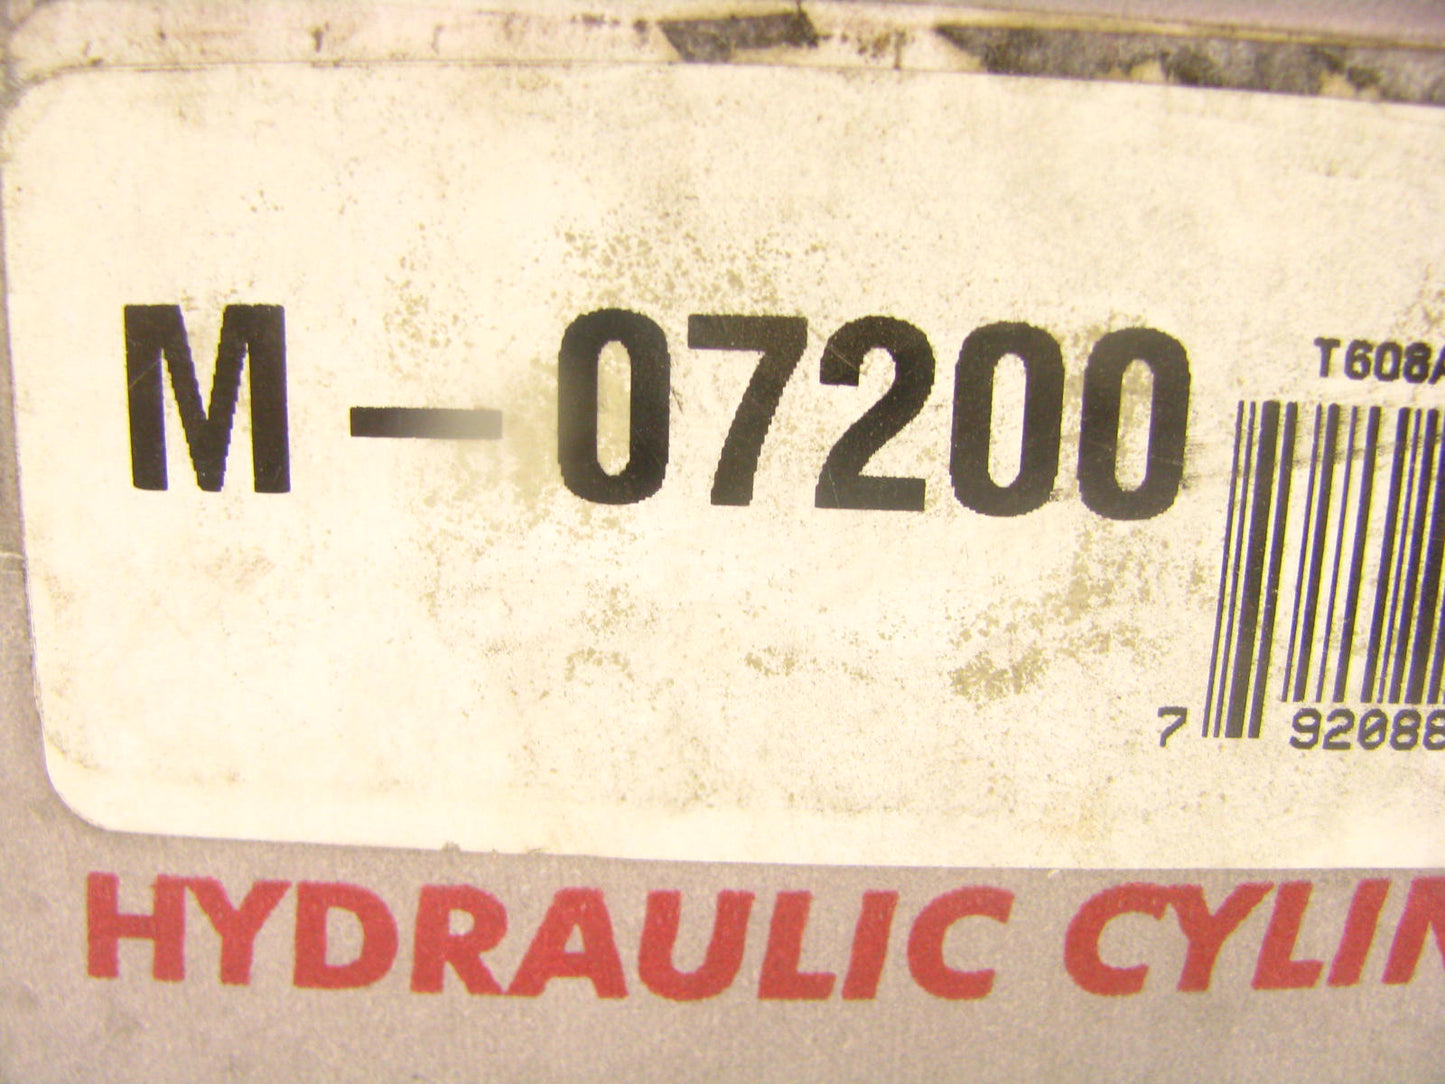 M-07200
T608A
7 92088
HYDRAULIC CYLIN